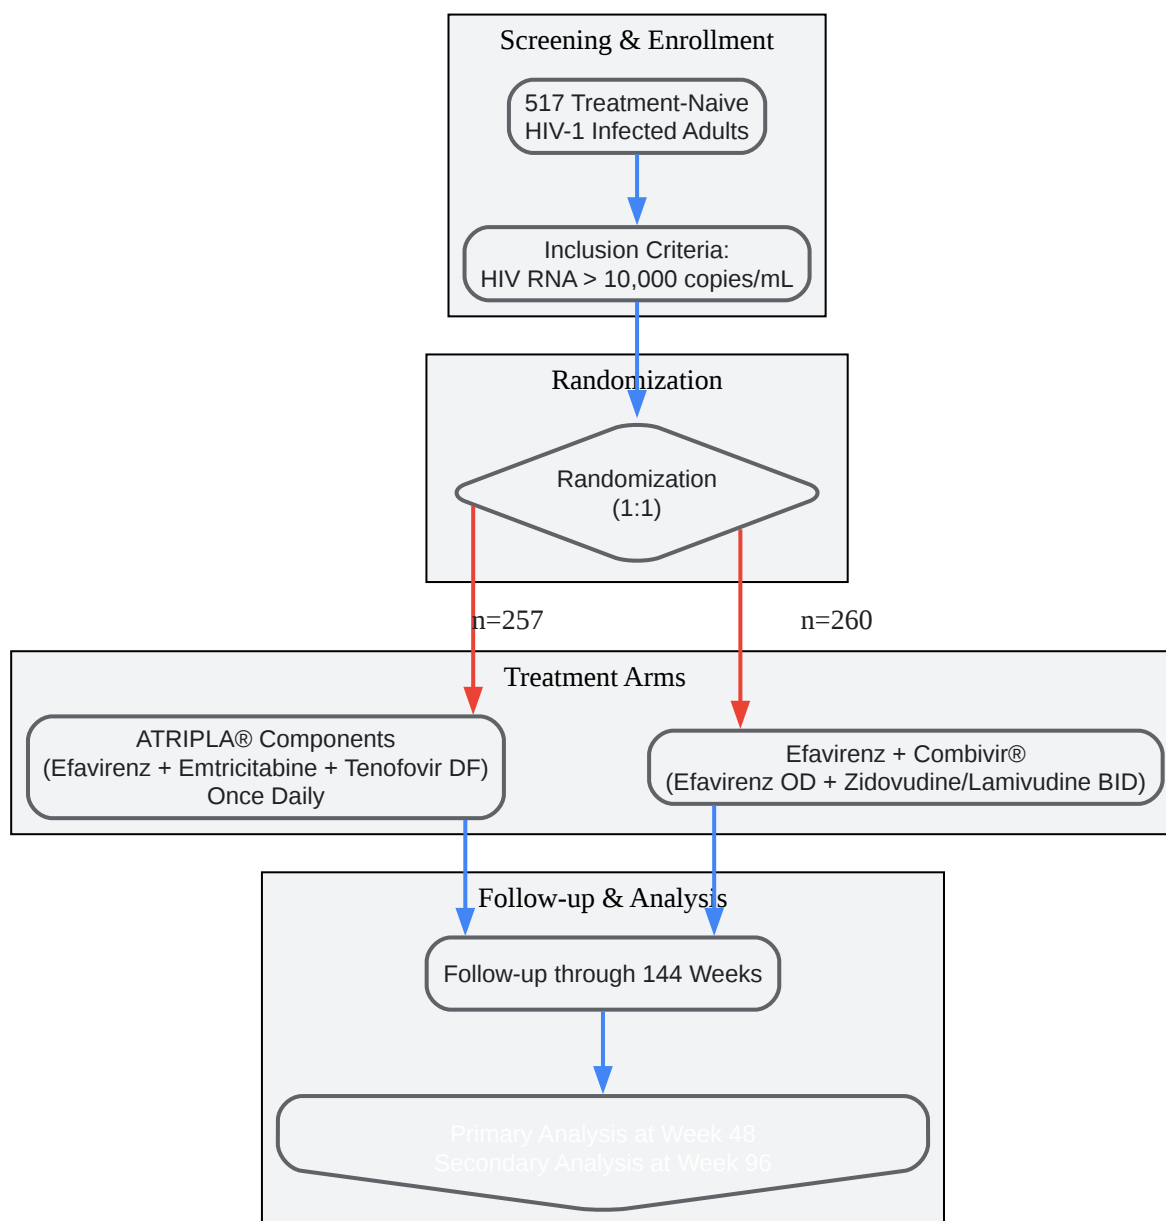 Screening & Enrollment
517 Treatment-Naive
HIV-1 Infected Adults
Inclusion Criteria:
HIV RNA > 10,000 copies/mL
Randomization
Randomization
(1:1)
n=257
n=260
Treatment Arms
ATRIPLA® Components
(Efavirenz + Emtricitabine + Tenofovir DF)
Once Daily
Efavirenz + Combivir®
(Efavirenz OD + Zidovudine/Lamivudine BID)
Follow-up & Analysis
Follow-up through 144 Weeks
Primary Analysis at Week 48
Secondary Analysis at Week 96